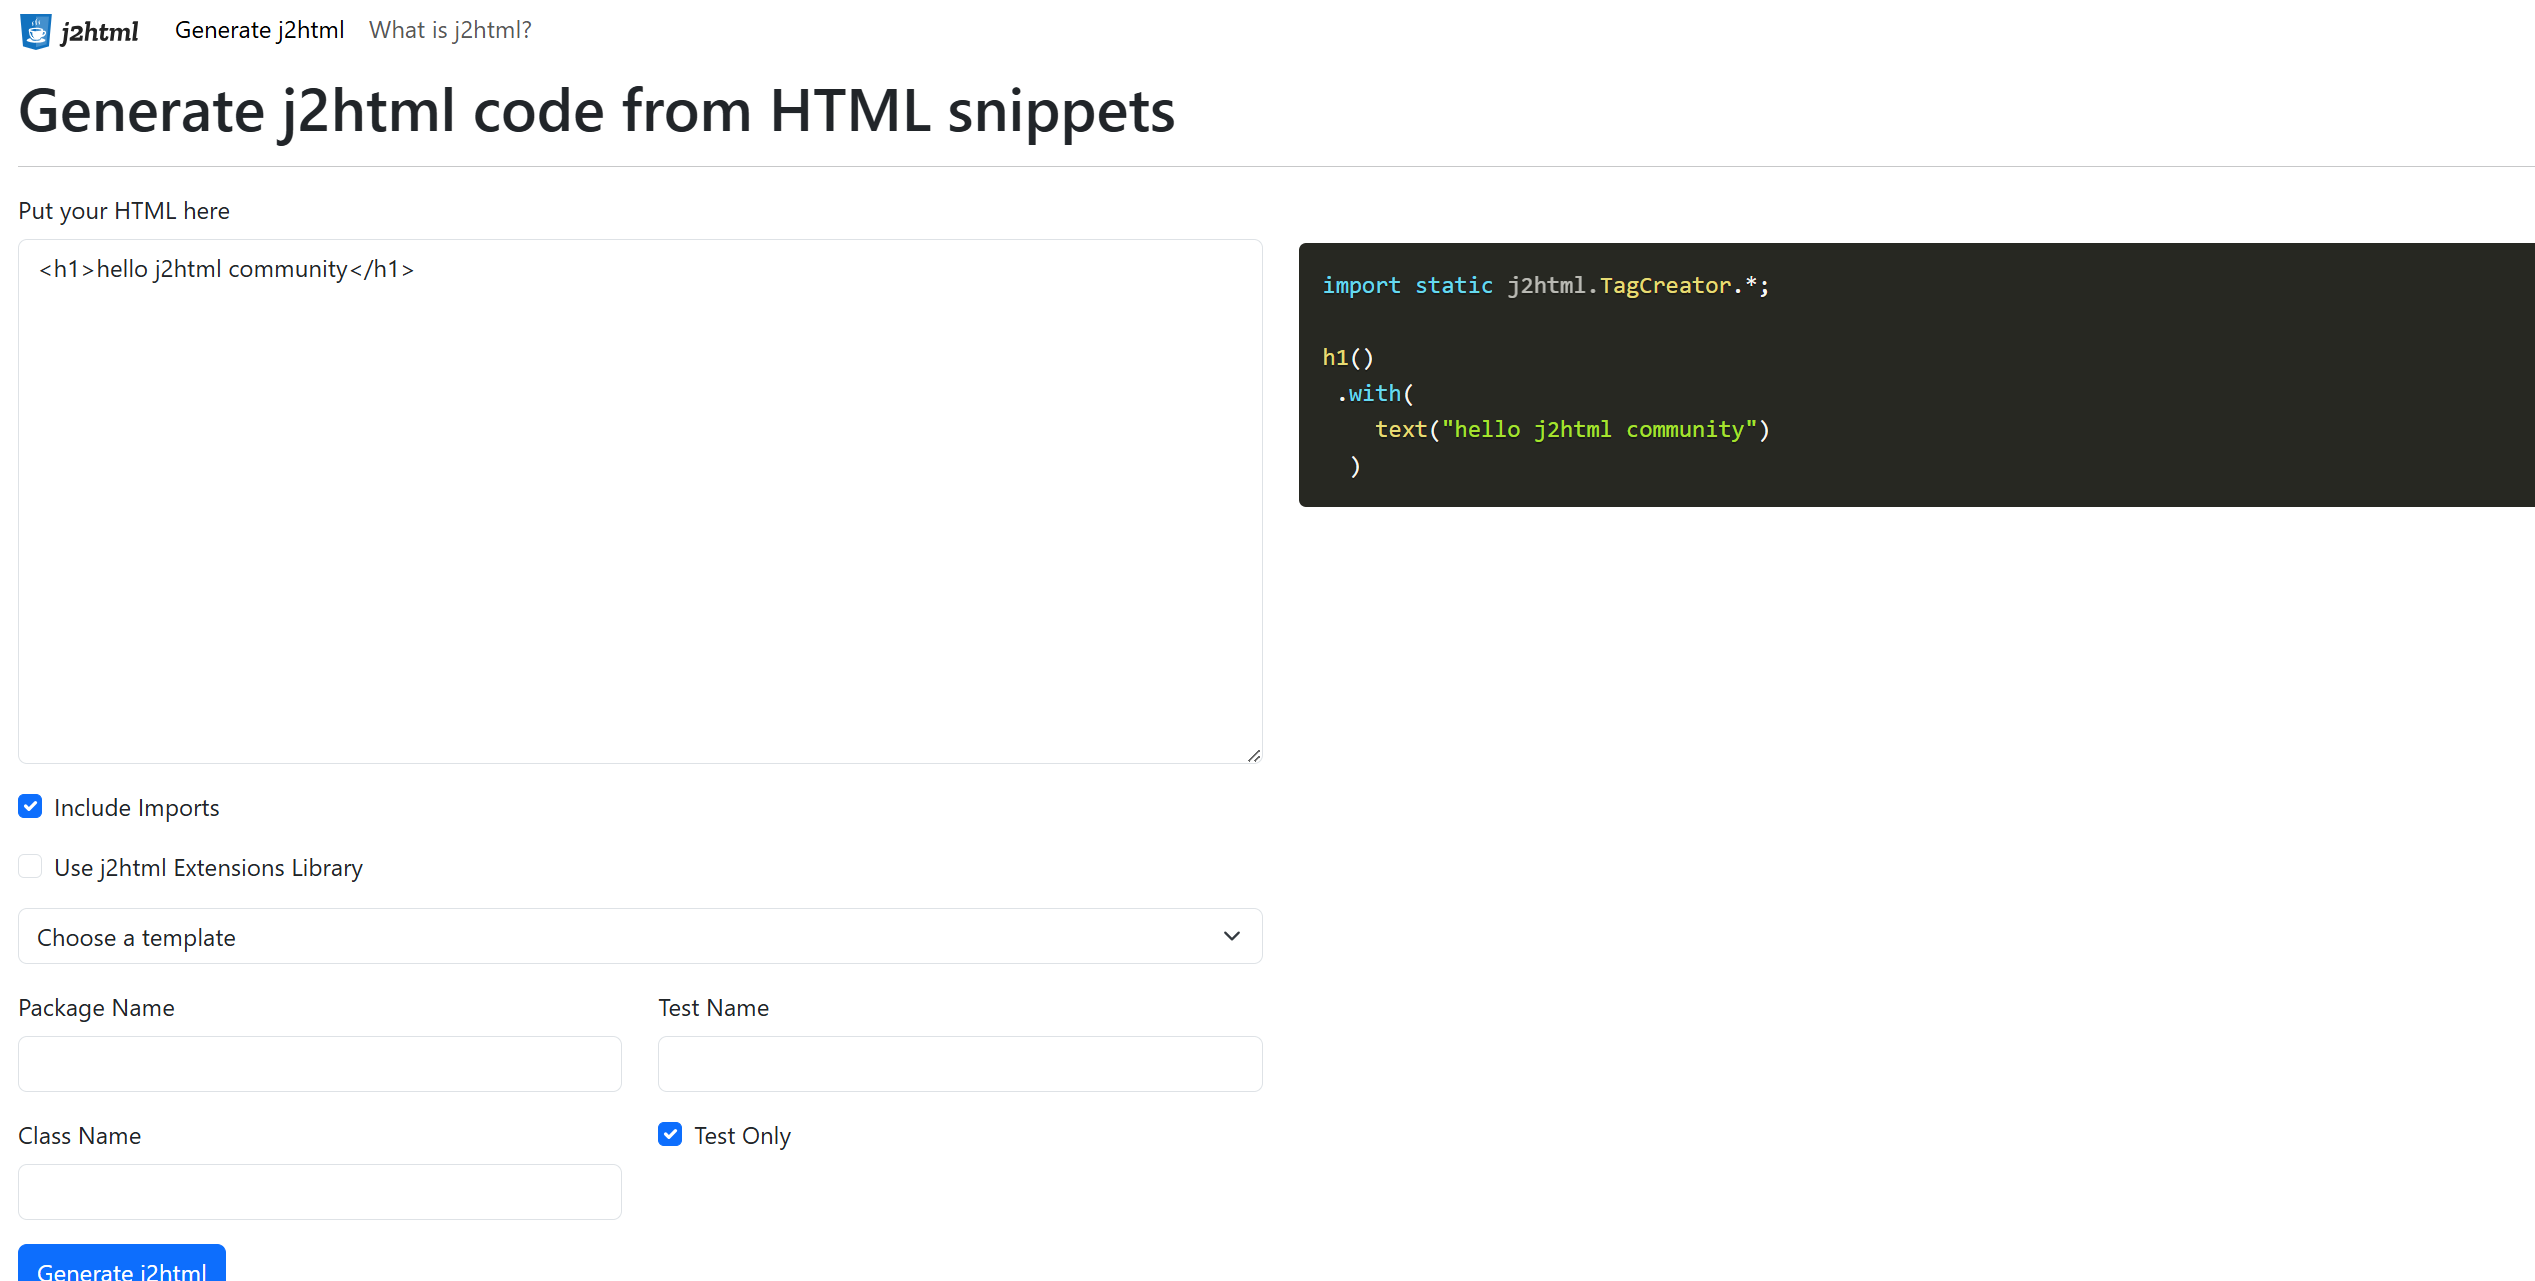 j2html Generate j2html What is j2html?
Generate j2html code from HTML snippets
Put your HTML here
<h1>hello j2html community</h1>
import static j2html.TagCreator.*;
h1()
.with(
text("hello j2html community")
)
Include Imports
Use j2html Extensions Library
Choose a template
Package Name
Test Name
Class Name
Test Only
Generate j2html